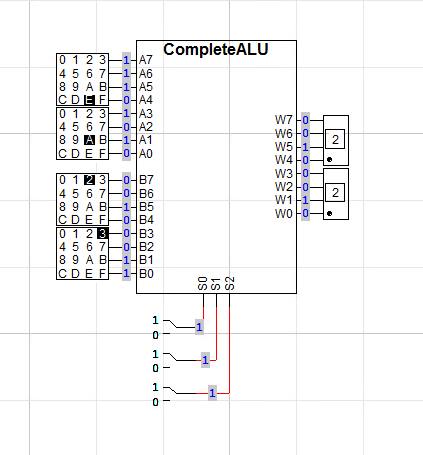 CompleteALU
0 1 2 3 1 A7
4 5 6 7 1 A6
8 9 A B 1 A5
C D E F 0 A4
0 1 2 3 1 A3
4 5 6 7 0 A2
8 9 A B 1 A1
C D E F 0 A0
0 1 2 3 0 B7
4 5 6 7 0 B6
8 9 A B 1 B5
C D E F 0 B4
0 1 2 3 0 B3
4 5 6 7 0 B2
8 9 A B 1 B1
C D E F 1 B0
W7 0
W6 0
W5 1
W4 0
2
W3 0
W2 0
W1 1
W0 0
2
S0 S1 S2
1
0
1
1
0
1
1
0
1